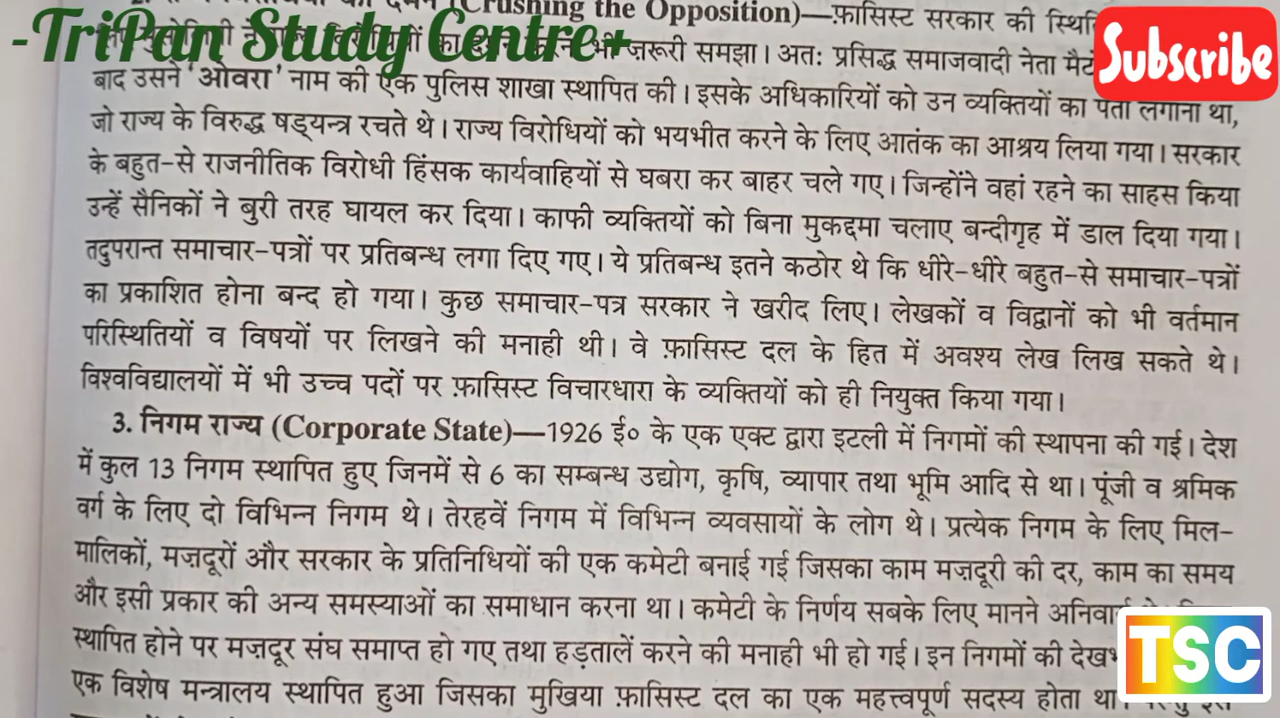 (Crushing the Opposition)—फ़ासिस्ट सरकार की
-TriPan Study Centre+
Subscribe
भी ज़रूरी समझा। अतः प्रसिद्ध समाजवादी नेता
बाद उसने 'ओवरा' नाम की एक पुलिस शाखा स्थापित की। इसके अधिकारियों को उन व्यक्तियों का पता लगाना था,
जो राज्य के विरुद्ध षड्यन्त्र रचते थे। राज्य विरोधियों को भयभीत करने के लिए आतंक का आश्रय लिया गया। सरकार
के बहुत-से राजनीतिक विरोधी हिंसक कार्यवाहियों से घबरा कर बाहर चले गए। जिन्होंने वहां रहने का साहस किया
उन्हें सैनिकों ने बुरी तरह घायल कर दिया। काफी व्यक्तियों को बिना मुकद्दमा चलाए बन्दीगृह में डाल दिया गया।
तदुपरान्त समाचार-पत्रों पर प्रतिबन्ध लगा दिए गए। ये प्रतिबन्ध इतने कठोर थे कि धीरे-धीरे बहुत-से समाचार-पत्रों
का प्रकाशित होना बन्द हो गया। कुछ समाचार-पत्र सरकार ने खरीद लिए। लेखकों व विद्वानों को भी वर्तमान
परिस्थितियों व विषयों पर लिखने की मनाही थी। वे फ़ासिस्ट दल के हित में अवश्य लेख लिख सकते थे।
विश्वविद्यालयों में भी उच्च पदों पर फ़ासिस्ट विचारधारा के व्यक्तियों को ही नियुक्त किया गया।
3. निगम राज्य (Corporate State)—1926 ई० के एक एक्ट द्वारा इटली में निगमों की स्थापना की गई। देश
में कुल 13 निगम स्थापित हुए जिनमें से 6 का सम्बन्ध उद्योग, कृषि, व्यापार तथा भूमि आदि से था। पूंजी व श्रमिक
वर्ग के लिए दो विभिन्न निगम थे। तेरहवें निगम में विभिन्न व्यवसायों के लोग थे। प्रत्येक निगम के लिए मिल-
मालिकों, मज़दूरों और सरकार के प्रतिनिधियों की एक कमेटी बनाई गई जिसका काम मज़दूरी की दर, काम का समय
और इसी प्रकार की अन्य समस्याओं का समाधान करना था। कमेटी के निर्णय सबके लिए मानने
स्थापित होने पर मज़दूर संघ समाप्त हो गए तथा हड़तालें करने की मनाही भी हो गई। इन निगमों की
TSC
एक विशेष मन्त्रालय स्थापित हुआ जिसका मुखिया फ़ासिस्ट दल का एक महत्त्वपूर्ण सदस्य होता था।